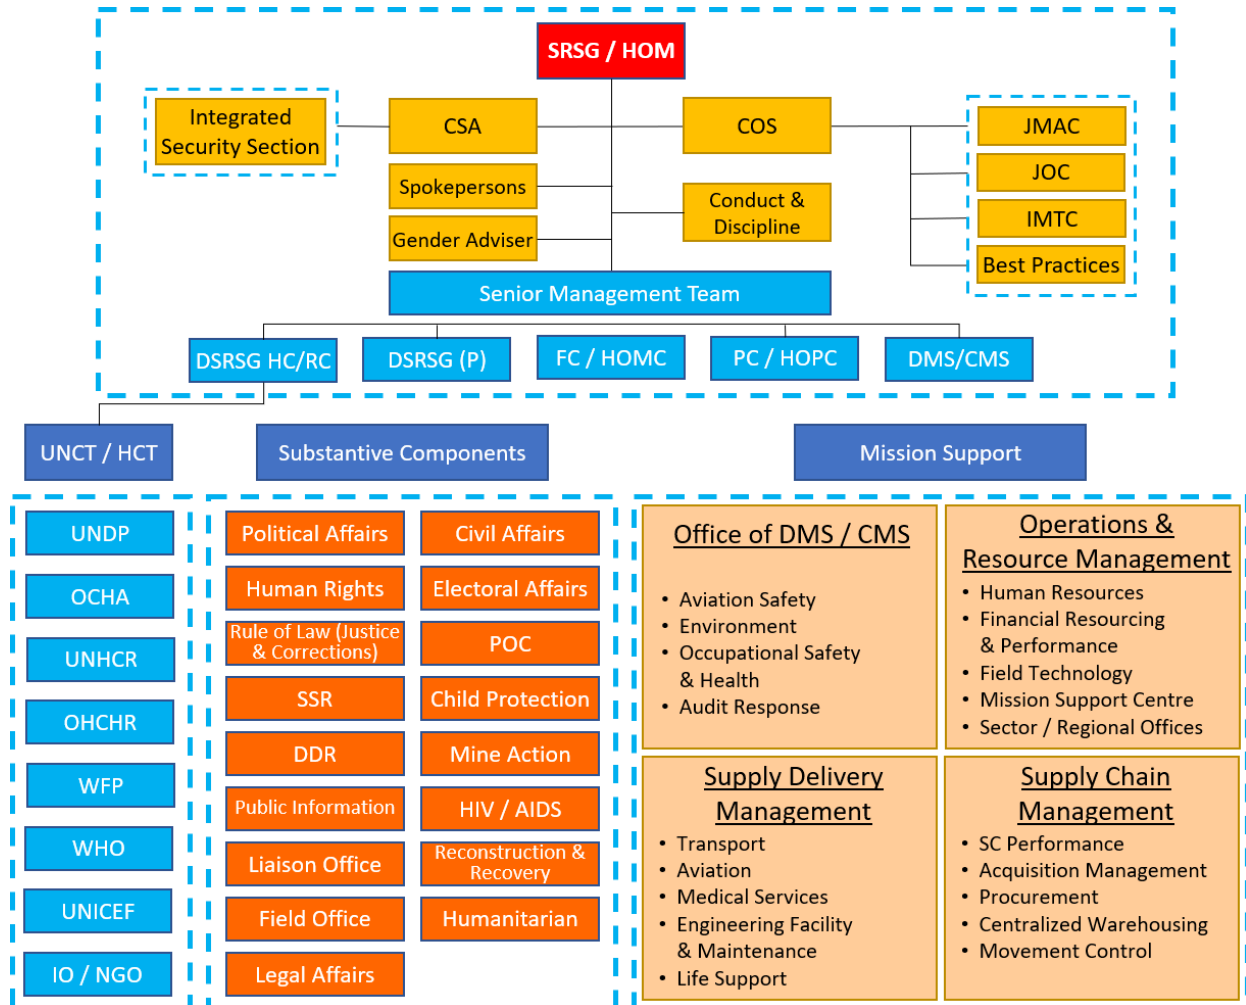 SRSG / HOM
Integrated
Security Section
CSA
COS
JMAC
JOC
IMTC
Best Practices
Spokepersons
Gender Adviser
Conduct &
Discipline
Senior Management Team
DSRSG HC/RC
DSRSG (P)
FC / HOMC
PC / HOPC
DMS/CMS
UNCT / HCT
Substantive Components
Mission Support
UNDP
OCHA
UNHCR
OHCHR
WFP
WHO
UNICEF
IO / NGO
Political Affairs
Human Rights
Rule of Law (Justice
& Corrections)
SSR
DDR
Public Information
Liaison Office
Field Office
Legal Affairs
Civil Affairs
Electoral Affairs
POC
Child Protection
Mine Action
HIV / AIDS
Reconstruction &
Recovery
Humanitarian
Office of DMS / CMS
• Aviation Safety
• Environment
• Occupational Safety
& Health
• Audit Response
Operations &
Resource Management
• Human Resources
• Financial Resourcing
& Performance
• Field Technology
• Mission Support Centre
• Sector / Regional Offices
Supply Delivery
Management
• Transport
• Aviation
• Medical Services
• Engineering Facility
& Maintenance
• Life Support
Supply Chain
Management
• SC Performance
• Acquisition Management
• Procurement
• Centralized Warehousing
• Movement Control